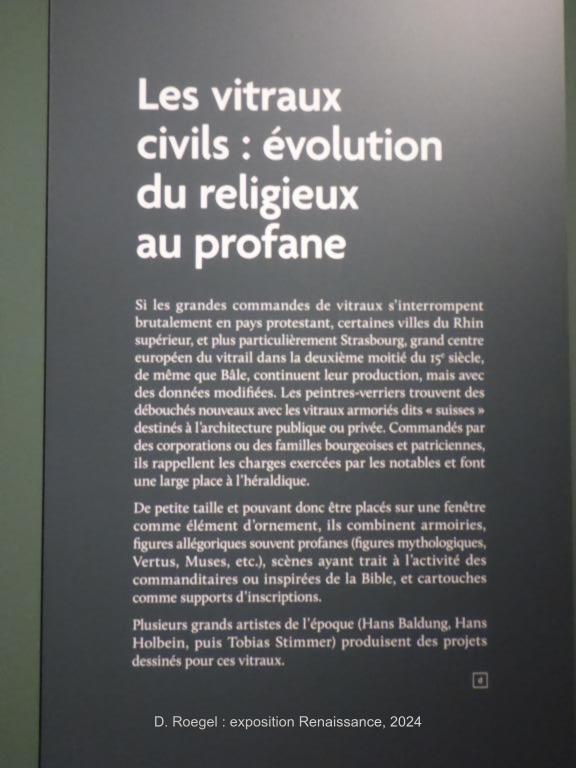 Les vitraux
civils : évolution
du religieux
au profane
Si les grandes commandes de vitraux s'interrompent
brutalement en pays protestant, certaines villes du Rhin
supérieur, et plus particulièrement Strasbourg, grand centre
européen du vitrail dans la deuxième moitié du 15e siècle,
de même que Bâle, continuent leur production, mais avec
des données modifiées. Les peintres-verriers trouvent des
débouchés nouveaux avec les vitraux armoriés dits « suisses »
destinés à l'architecture publique ou privée. Commandés par
des corporations ou des familles bourgeoises et patriciennes,
ils rappellent les charges exercées par les notables et font
une large place à l'héraldique.
De petite taille et pouvant donc être placés sur une fenêtre
comme élément d'ornement, ils combinent armoiries,
figures allégoriques souvent profanes (figures mythologiques,
Vertus, Muses, etc.), scènes ayant trait à l'activité des
commanditaires ou inspirées de la Bible, et cartouches
comme supports d'inscriptions.
Plusieurs grands artistes de l'époque (Hans Baldung, Hans
Holbein, puis Tobias Stimmer) produisent des projets
dessinés pour ces vitraux.
d
D. Roegel : exposition Renaissance, 2024